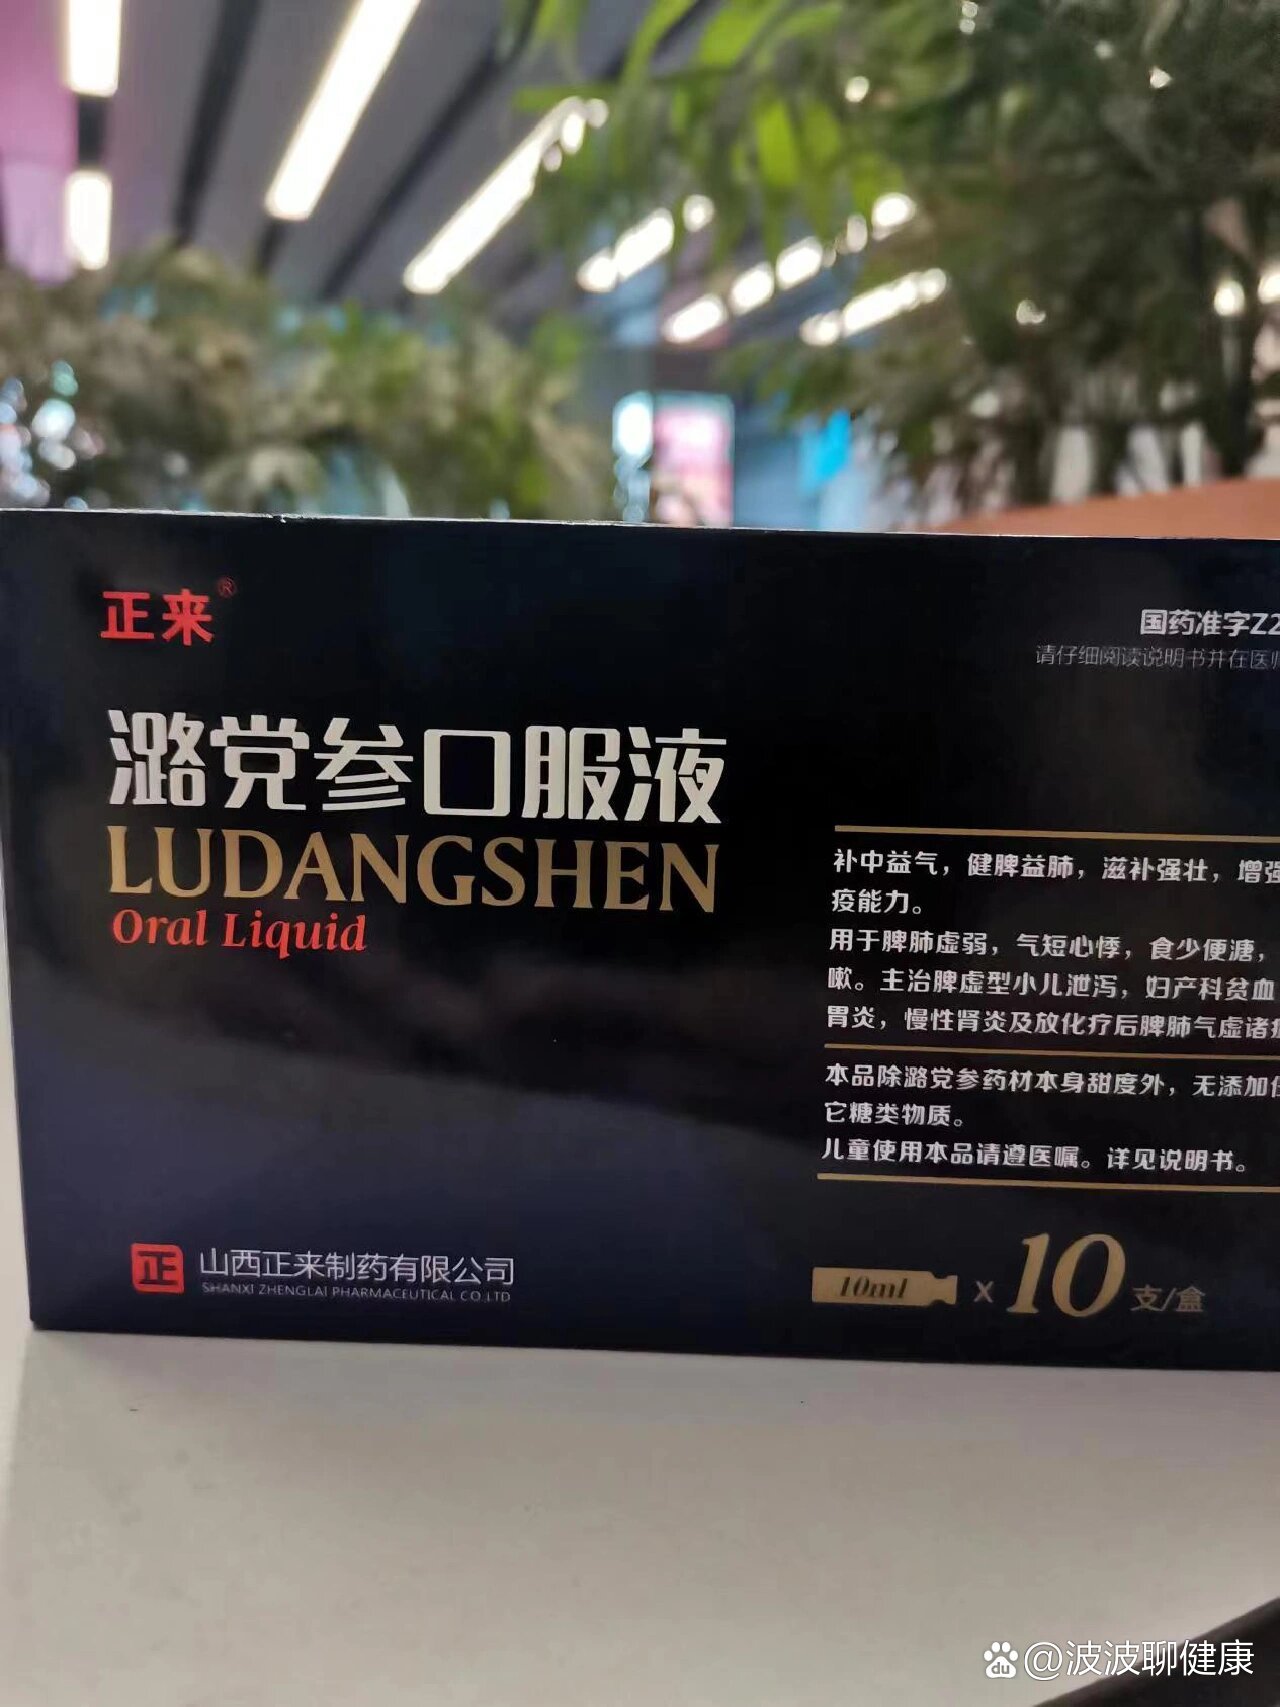 正来®
国药准字Z2
请仔细阅读说明书并在医师
潞党参口服液
LUDANGSHEN
Oral Liquid
补中益气，健脾益肺，滋补强壮，增强
疫能力。
用于脾肺虚弱，气短心悸，食少便溏，
嗽。主治脾虚型小儿泄泻，妇产科贫血
胃炎，慢性肾炎及放化疗后脾肺气虚诸
本品除潞党参药材本身甜度外，无添加
它糖类物质。
儿童使用本品请遵医嘱。详见说明书。
正 山西正来制药有限公司
SHANXI ZHENGLAI PHARMACEUTICAL CO.LTD
10ml x 10支/盒
Bai du @波波聊健康